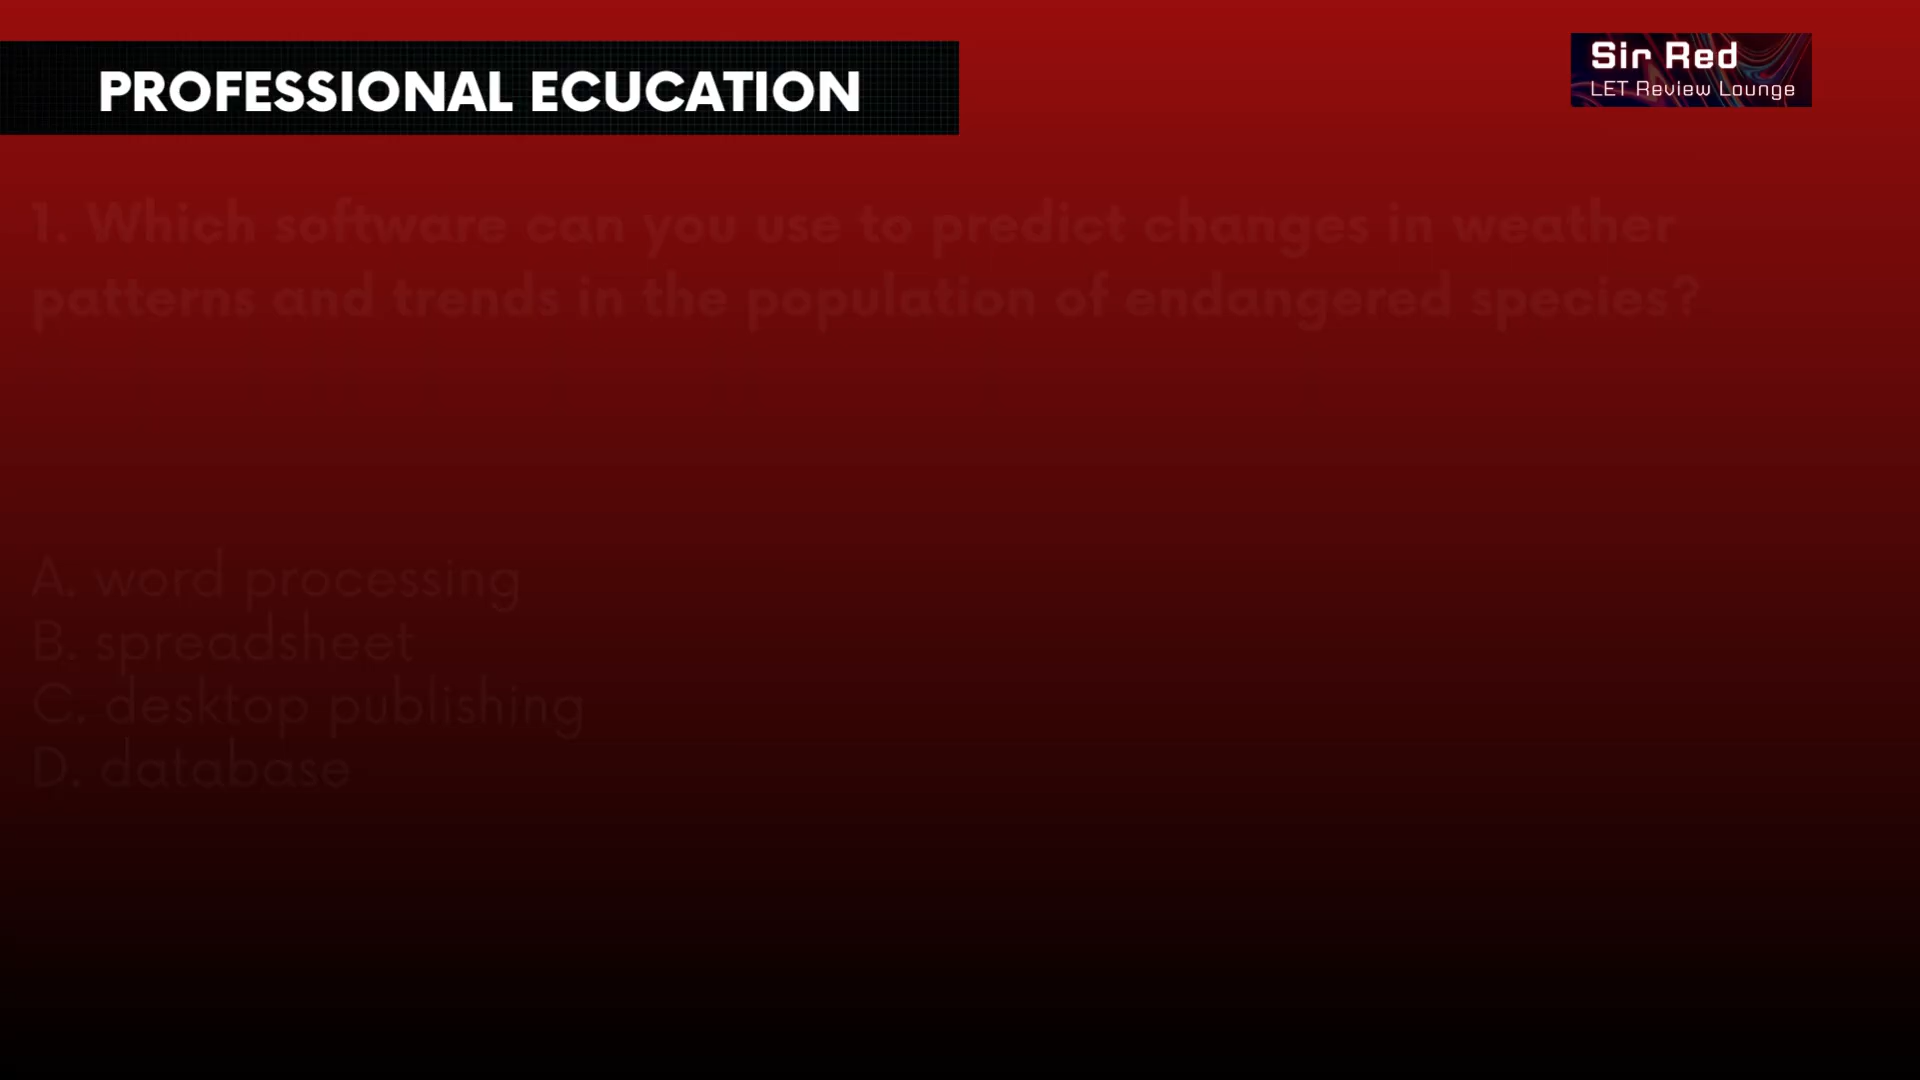 PROFESSIONAL ECUCATION
Sir Red
LET Review Lounge
1. Which software can you use to predict changes in weather
patterns and trends in the population of endangered species?
A. word processing
B. spreadsheet
C. desktop publishing
D. database